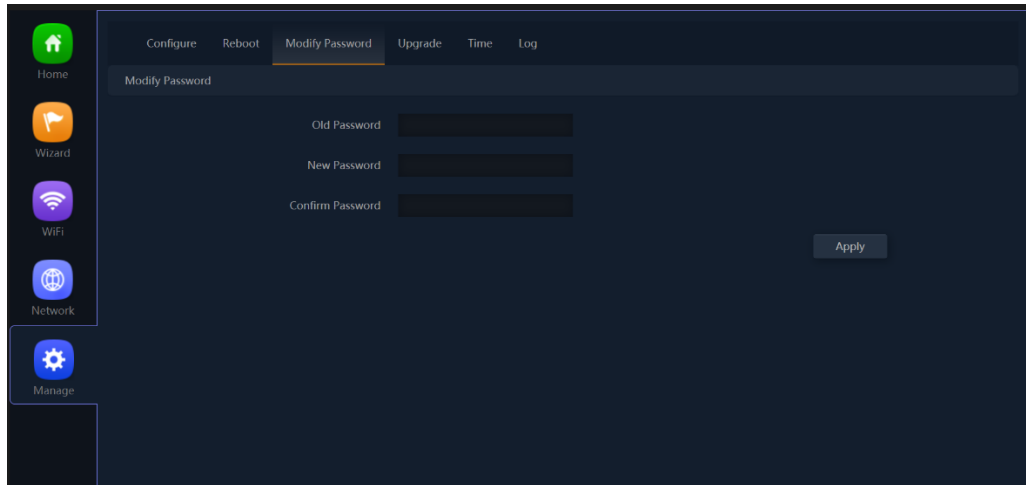 Home
Wizard
WiFi
Network
Manage
Configure Reboot Modify Password Upgrade Time Log
Modify Password
Old Password
New Password
Confirm Password
Apply